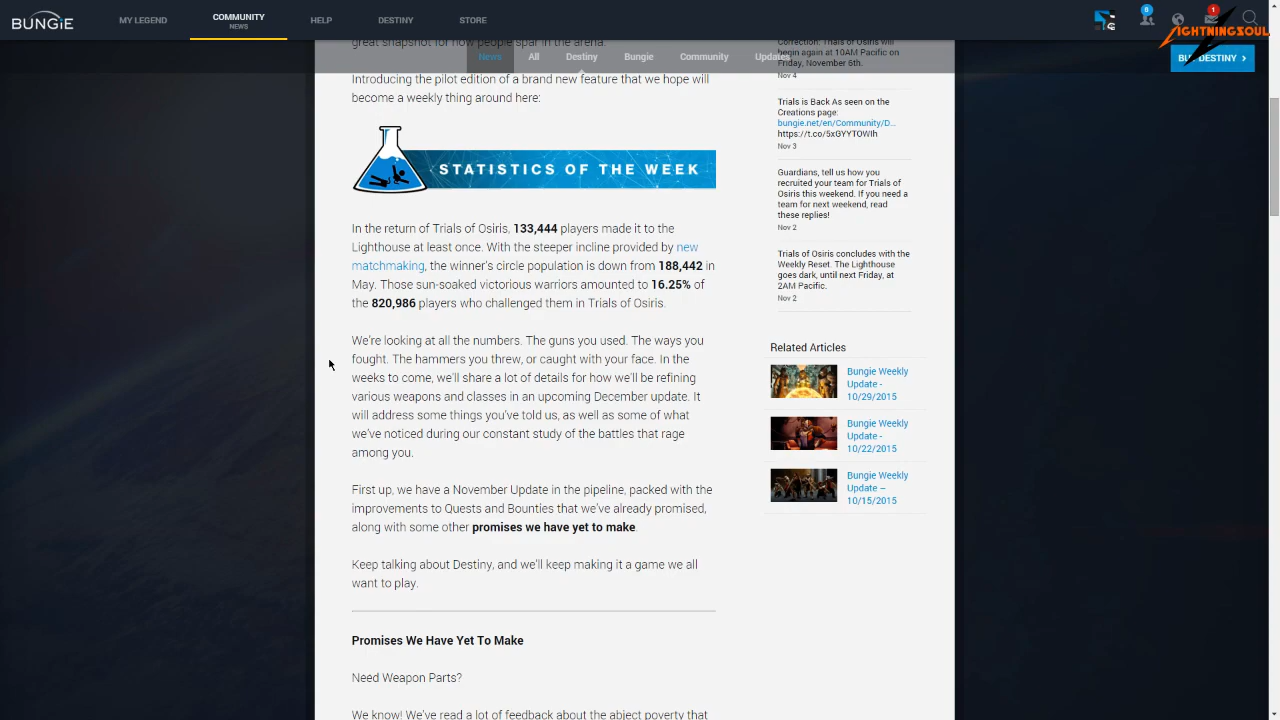 BUNGiE
MY LEGEND
COMMUNITY
NEWS
HELP
DESTINY
STORE
8
1
LIGHTNINGSOUL
News
All
Destiny
Bungie
Community
Updates
DESTINY
great snapshot for how people spar in the arena.
Introducing the pilot edition of a brand new feature that we hope will
become a weekly thing around here:
STATISTICS OF THE WEEK
In the return of Trials of Osiris, 133,444 players made it to the
Lighthouse at least once. With the steeper incline provided by new
matchmaking, the winner's circle population is down from 188,442 in
May. Those sun-soaked victorious warriors amounted to 16.25% of
the 820,986 players who challenged them in Trials of Osiris.
We're looking at all the numbers. The guns you used. The ways you
fought. The hammers you threw, or caught with your face. In the
weeks to come, we'll share a lot of details for how we'll be refining
various weapons and classes in an upcoming December update. It
will address some things you've told us, as well as some of what
we've noticed during our constant study of the battles that rage
among you.
First up, we have a November Update in the pipeline, packed with the
improvements to Quests and Bounties that we've already promised,
along with some other promises we have yet to make.
Keep talking about Destiny, and we'll keep making it a game we all
want to play.
Promises We Have Yet To Make
Need Weapon Parts?
We know! We've read a lot of feedback about the abject poverty that
Correction: Trials of Osiris will
begin again at 10AM Pacific on
Friday, November 6th.
Nov 4
Trials is Back As seen on the
Creations page:
bungie.net/en/Community/D...
https://t.co/5xGYYTOWIh
Nov 3
Guardians, tell us how you
recruited your team for Trials of
Osiris this weekend. If you need a
team for next weekend, read
these replies!
Nov 2
Trials of Osiris concludes with the
Weekly Reset. The Lighthouse
goes dark, until next Friday, at
2AM Pacific.
Nov 2
Related Articles
Bungie Weekly
Update -
10/29/2015
Bungie Weekly
Update -
10/22/2015
Bungie Weekly
Update –
10/15/2015